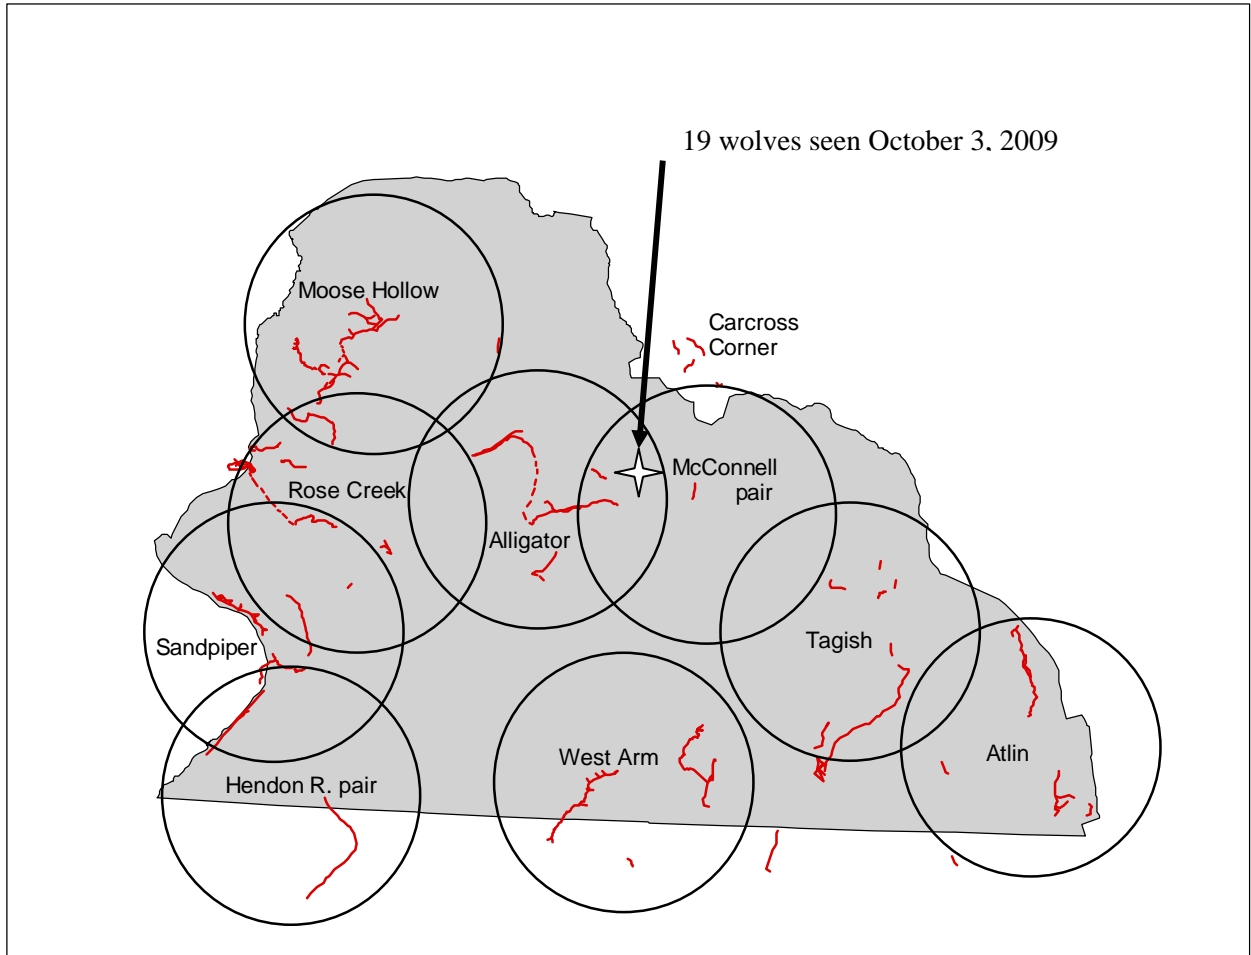 19 wolves seen October 3, 2009
Moose Hollow
Carcross
Corner
McConnell
pair
Rose Creek
Alligator
Tagish
Sandpiper
West Arm
Atlin
Hendon R. pair